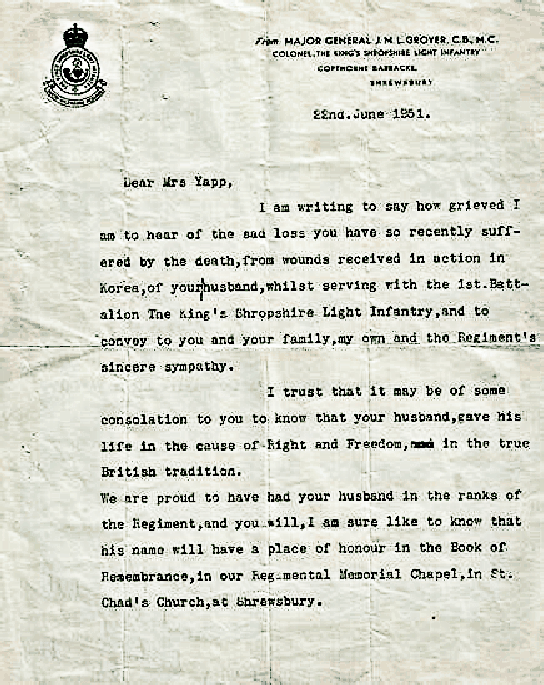 From MAJOR GENERAL J. M. L. GROVER, C.B., M.C.
COLONEL, THE KING'S SHROPSHIRE LIGHT INFANTRY
COPTHORNE BARRACKS
SHREWSBURY
22nd.June 1951.
Dear Mrs Yapp,
I am writing to say how grieved I
am to hear of the sad loss you have so recently suff-
ered by the death,from wounds received in action in
Korea,of your husband,whilst serving with the 1st.Batt-
alion The King's Shropshire Light Infantry,and to
convey to you and your family,my own and the Regiment's
sincere sympathy.
I trust that it may be of some
consolation to you to know that your husband,gave his
life in the cause of Right and Freedom, in the true
British tradition.
We are proud to have had your husband in the ranks of
the Regiment,and you will,I am sure like to know that
his name will have a place of honour in the Book of
Remembrance,in our Regimental Memorial Chapel,in St.
Chad's Church,at Shrewsbury.